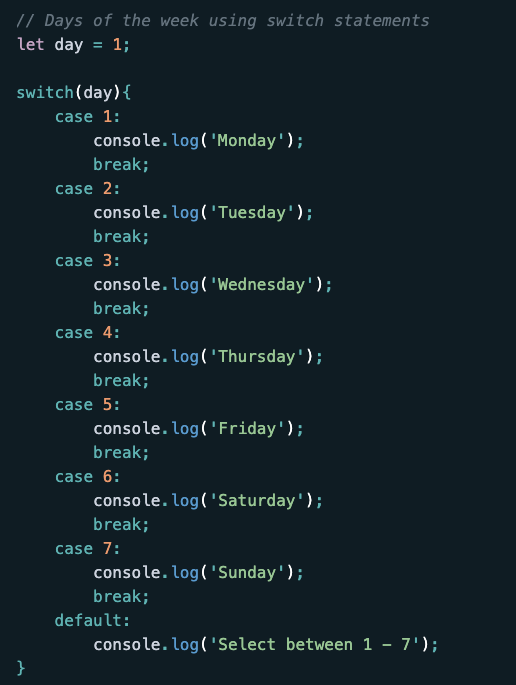 // Days of the week using switch statements
let day = 1;

switch(day){
    case 1:
        console.log('Monday');
        break;
    case 2:
        console.log('Tuesday');
        break;
    case 3:
        console.log('Wednesday');
        break;
    case 4:
        console.log('Thursday');
        break;
    case 5:
        console.log('Friday');
        break;
    case 6:
        console.log('Saturday');
        break;
    case 7:
        console.log('Sunday');
        break;
    default:
        console.log('Select between 1 - 7');
}